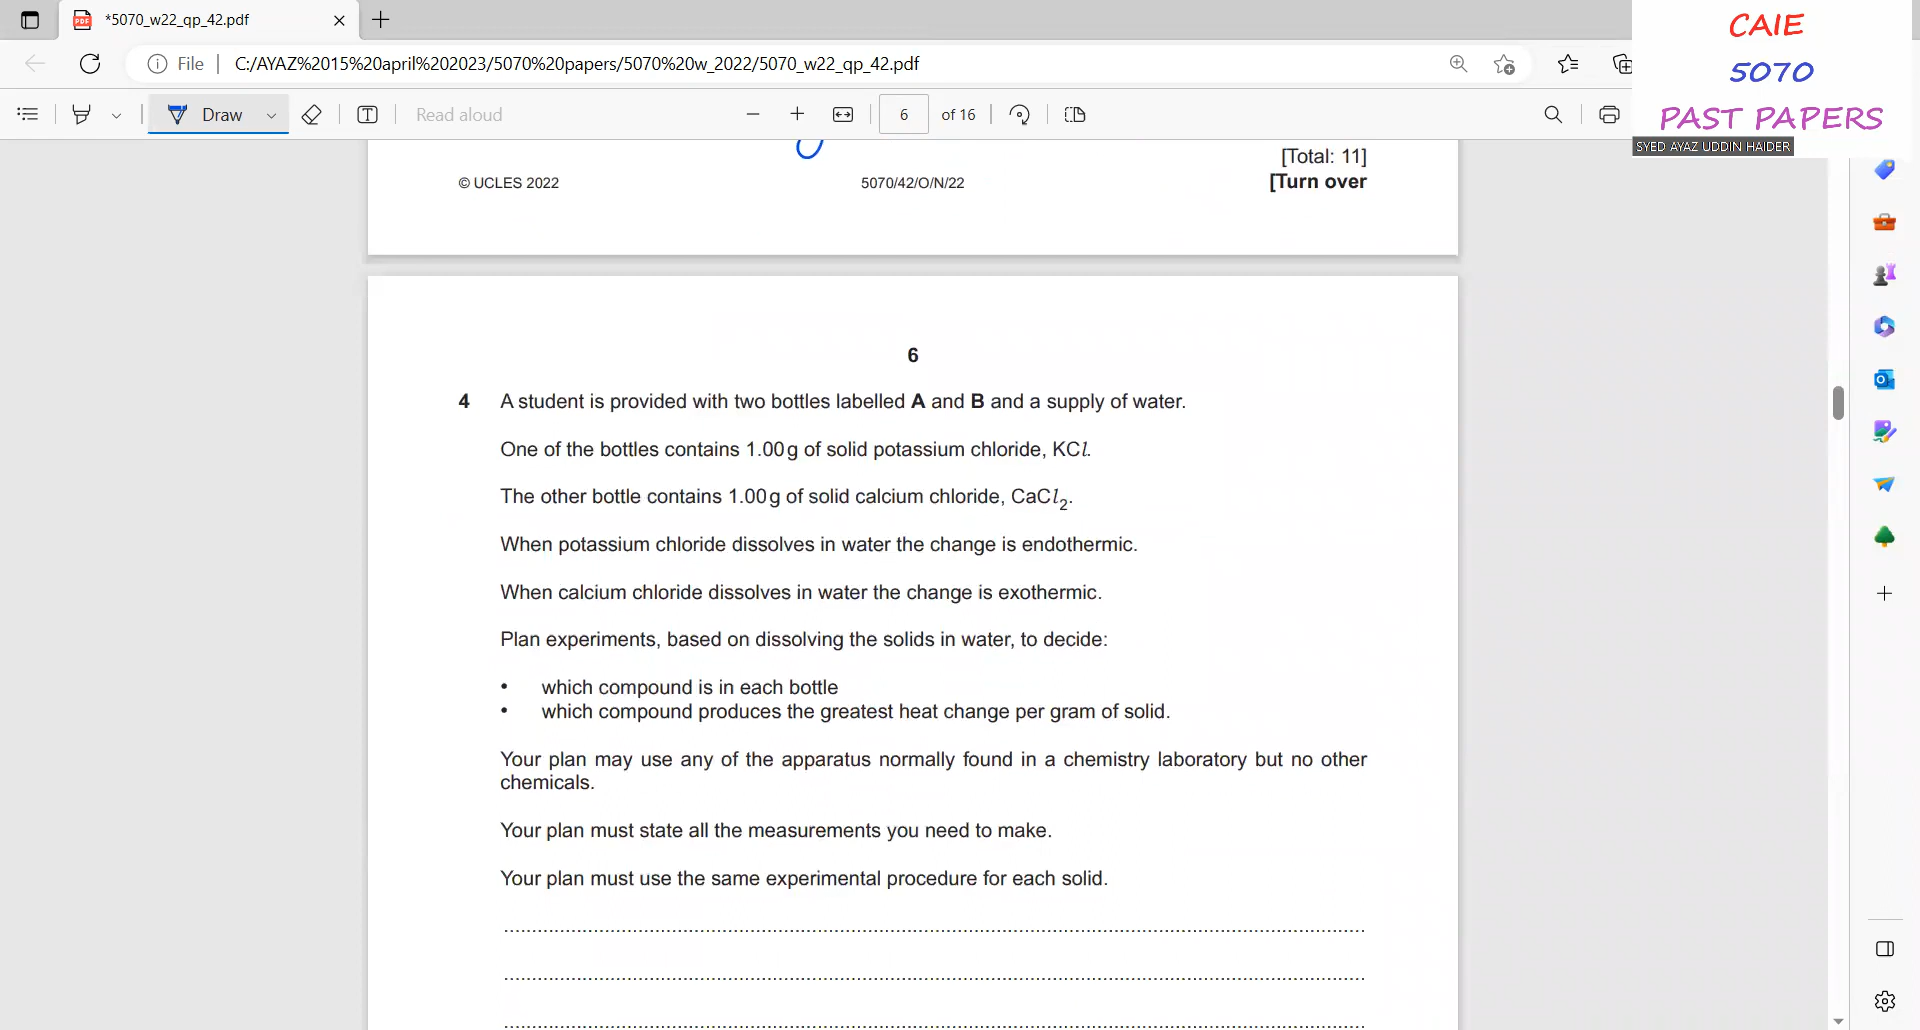 *5070_w22_qp_42.pdf
File
C:/AYAZ%2015%20april%202023/5070%20papers/5070%20w_2022/5070_w22_qp_42.pdf
CAIE
5070
PAST PAPERS
SYED AYAZ UDDIN HAIDER
Draw
Read aloud
6 of 16
[Total: 11]
© UCLES 2022
5070/42/O/N/22
[Turn over
6
4 A student is provided with two bottles labelled A and B and a supply of water.
One of the bottles contains 1.00 g of solid potassium chloride, KCl.
The other bottle contains 1.00 g of solid calcium chloride, CaCl₂.
When potassium chloride dissolves in water the change is endothermic.
When calcium chloride dissolves in water the change is exothermic.
Plan experiments, based on dissolving the solids in water, to decide:
• which compound is in each bottle
• which compound produces the greatest heat change per gram of solid.
Your plan may use any of the apparatus normally found in a chemistry laboratory but no other
chemicals.
Your plan must state all the measurements you need to make.
Your plan must use the same experimental procedure for each solid.